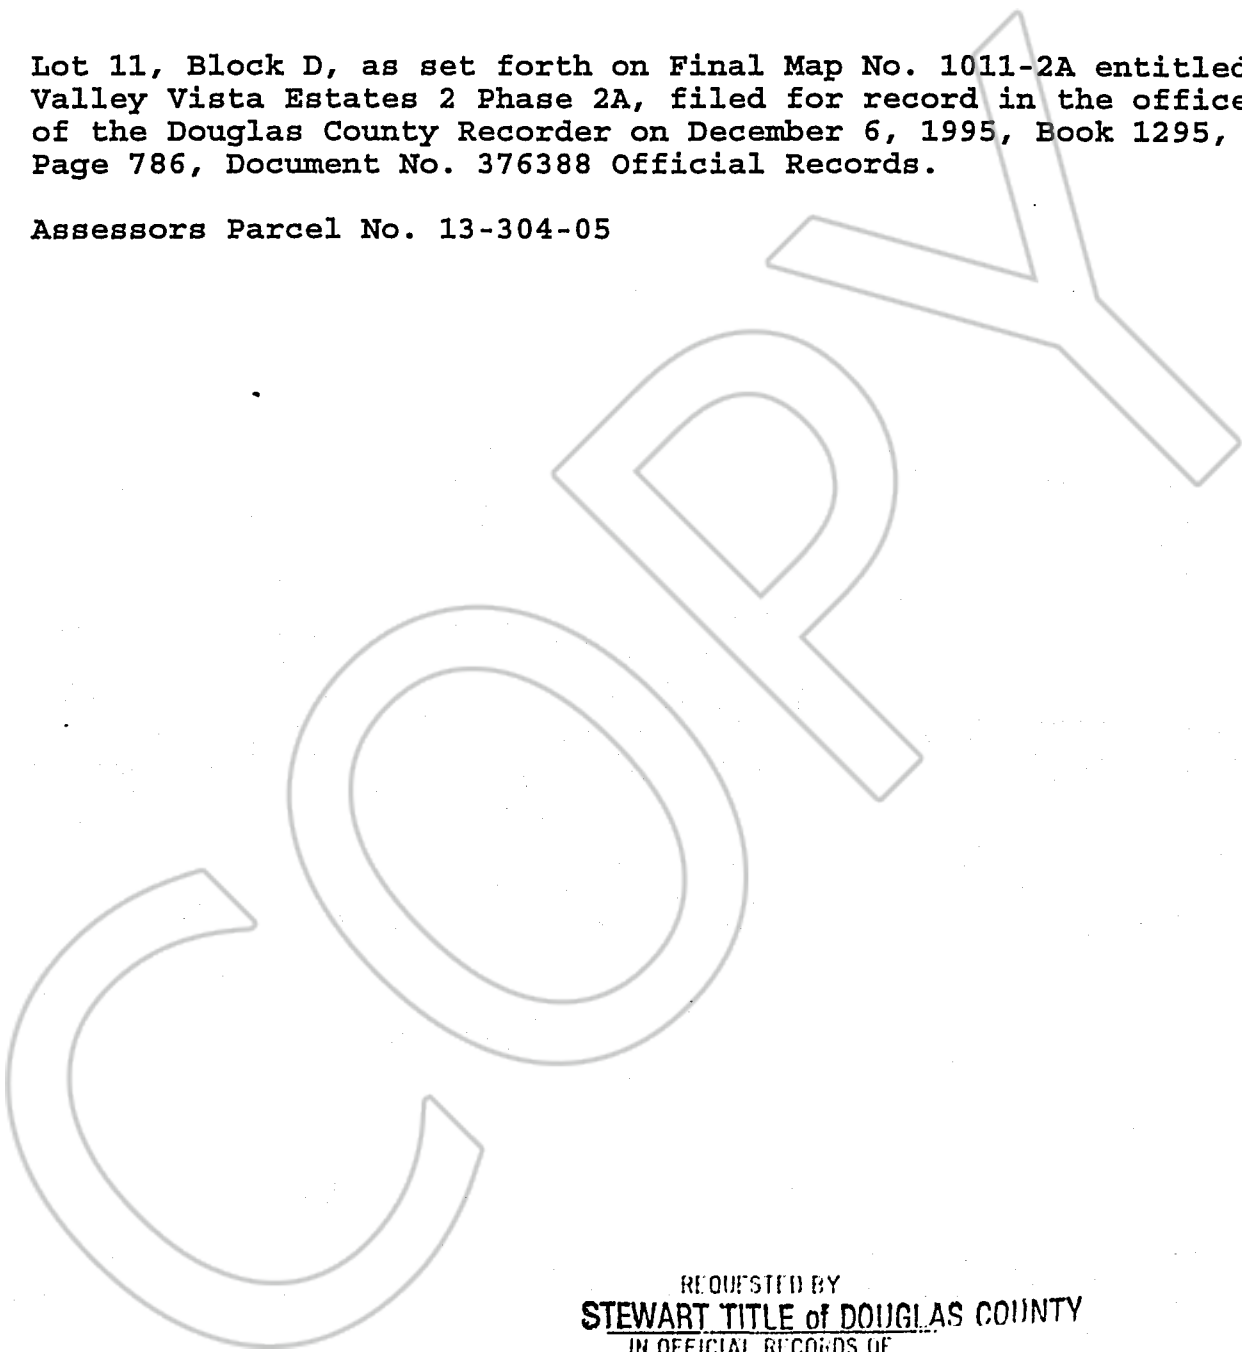 Lot 11, Block D, as set forth on Final Map No. 1011-2A entitled
Valley Vista Estates 2 Phase 2A, filed for record in the office
of the Douglas County Recorder on December 6, 1995, Book 1295,
Page 786, Document No. 376388 Official Records.
Assessors Parcel No. 13-304-05
COPY
REQUESTED BY
STEWART TITLE of DOUGLAS COUNTY
IN OFFICIAL RECORDS OF